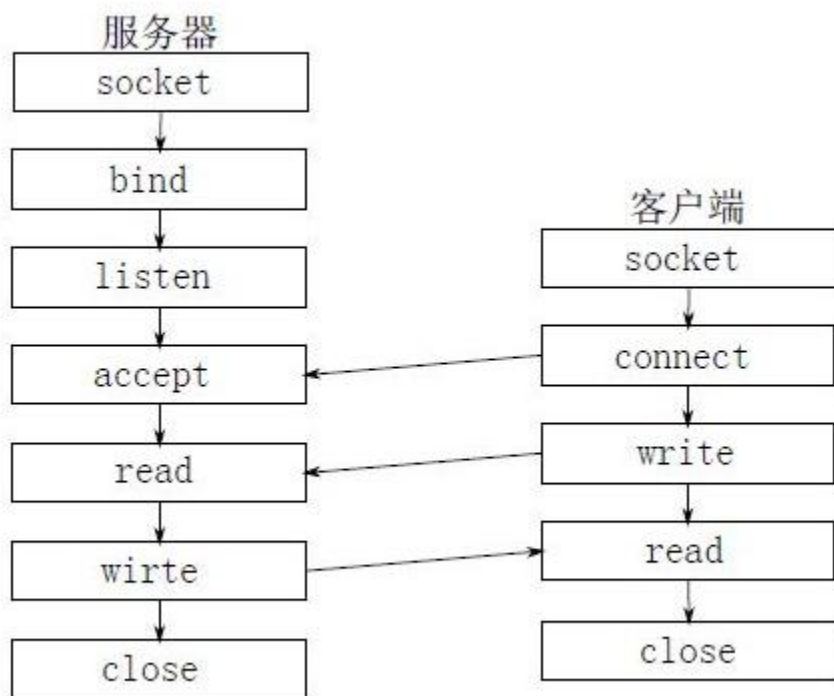 服务器
socket
bind
listen
accept
read
wirte
close
客户端
socket
connect
write
read
close